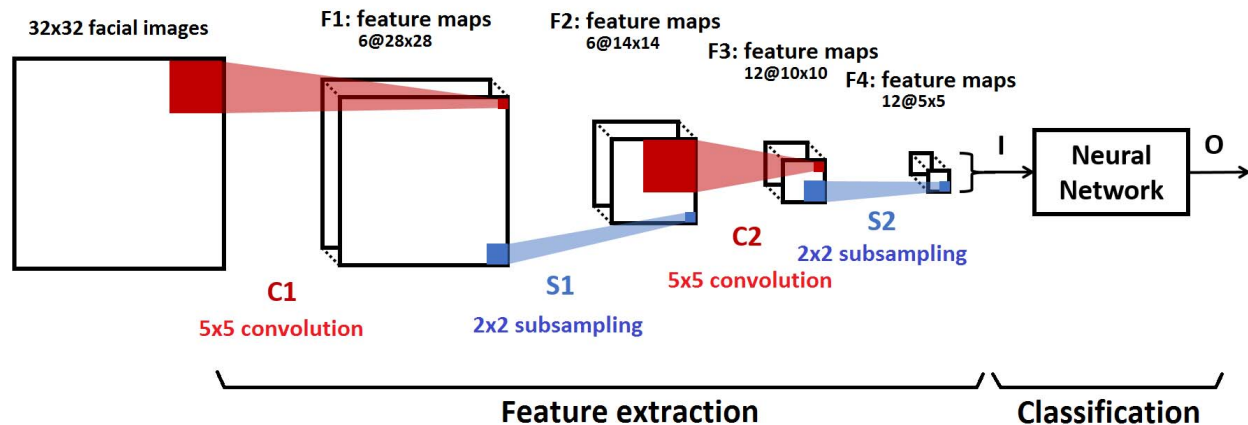 32x32 facial images
F1: feature maps
6@28x28
F2: feature maps
6@14x14
F3: feature maps
12@10x10
F4: feature maps
12@5x5
I
Neural
Network
O
C1
5x5 convolution
S1
2x2 subsampling
C2
5x5 convolution
S2
2x2 subsampling
Feature extraction
Classification